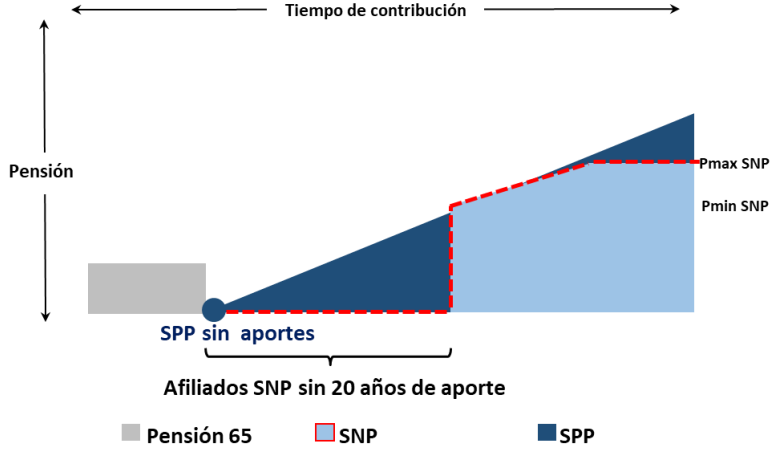 Tiempo de contribución
Pensión
Pmax SNP
Pmin SNP
SPP sin aportes
Afiliados SNP sin 20 años de aporte
Pensión 65
SNP
SPP